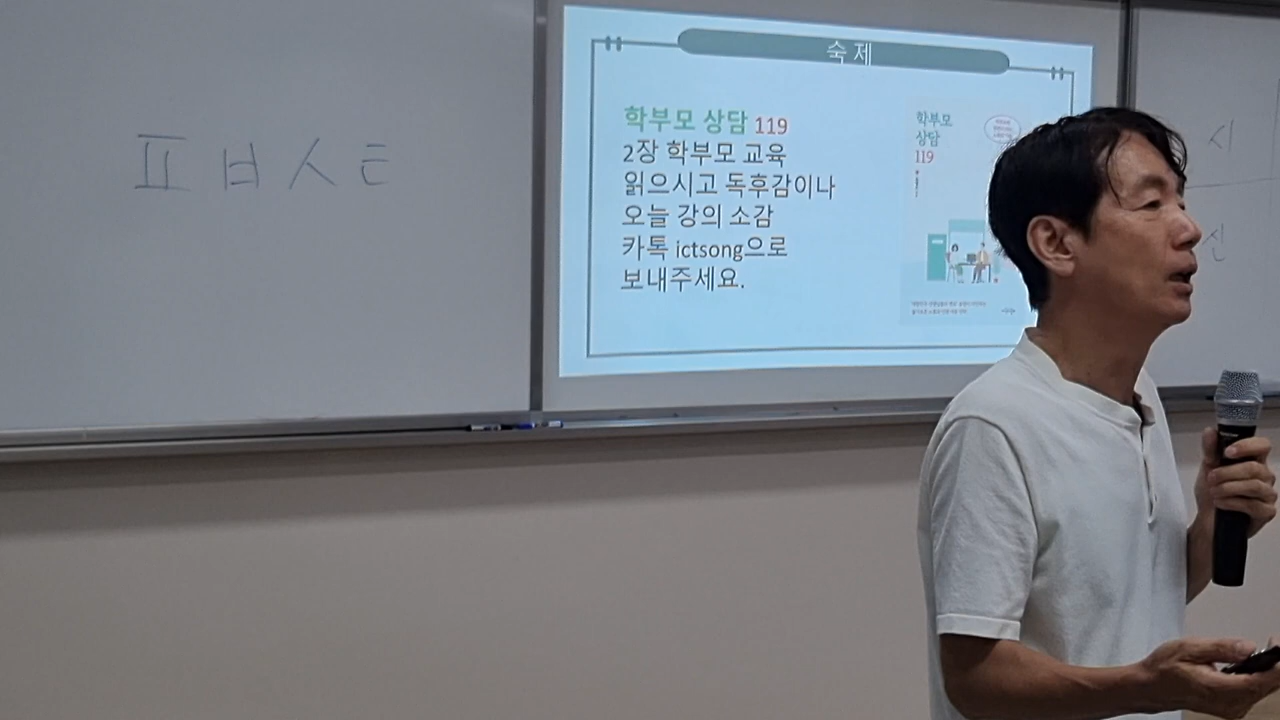 ㅍ ㅂ ㅅ ㅌ
숙 제
학부모 상담 119
2장 학부모 교육
읽으시고 독후감이나
오늘 강의 소감
카톡 ictsong으로
보내주세요.
학부모
상담
119
시
신